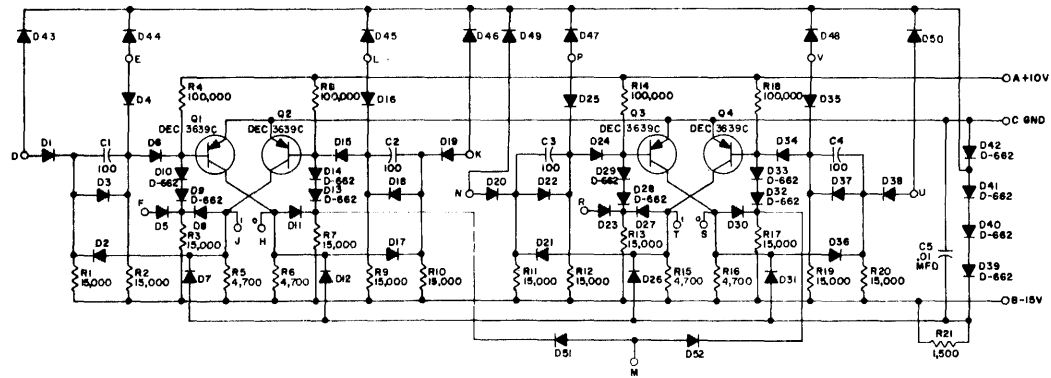 D43
D44
D45
D46
D49
D47
D48
D50
E
L
P
V
A+10V
R4
100,000
R8
100,000
R14
100,000
R18
100,000
D4
D16
D25
D35
Q1
DEC 3639C
Q2
DEC 3639C
Q3
DEC 3639C
Q4
DEC 3639C
C GND
D
D1
C1
100
D6
D15
C2
100
D19
K
C3
100
D24
D34
C4
100
D42
D-662
D3
D10
D-662
D9
D-662
D14
D-662
D13
D-662
D18
N
D20
D22
D29
D-662
D28
D-662
D33
D-662
D32
D-662
D37
D38
U
D41
D-662
F
D5
D8
1
J
0
H
D11
R
D23
D27
1
T
0
S
D30
D40
D-662
D2
R3
15,000
R7
15,000
D17
D21
R13
15,000
R17
15,000
D36
C5
.01
MFD
D39
D-662
R1
15,000
R2
15,000
D7
R5
4,700
R6
4,700
D12
R9
15,000
R10
15,000
R11
15,000
R12
15,000
D26
R15
4,700
R16
4,700
D31
R19
15,000
R20
15,000
B-15V
R21
1,500
D51
D52
M